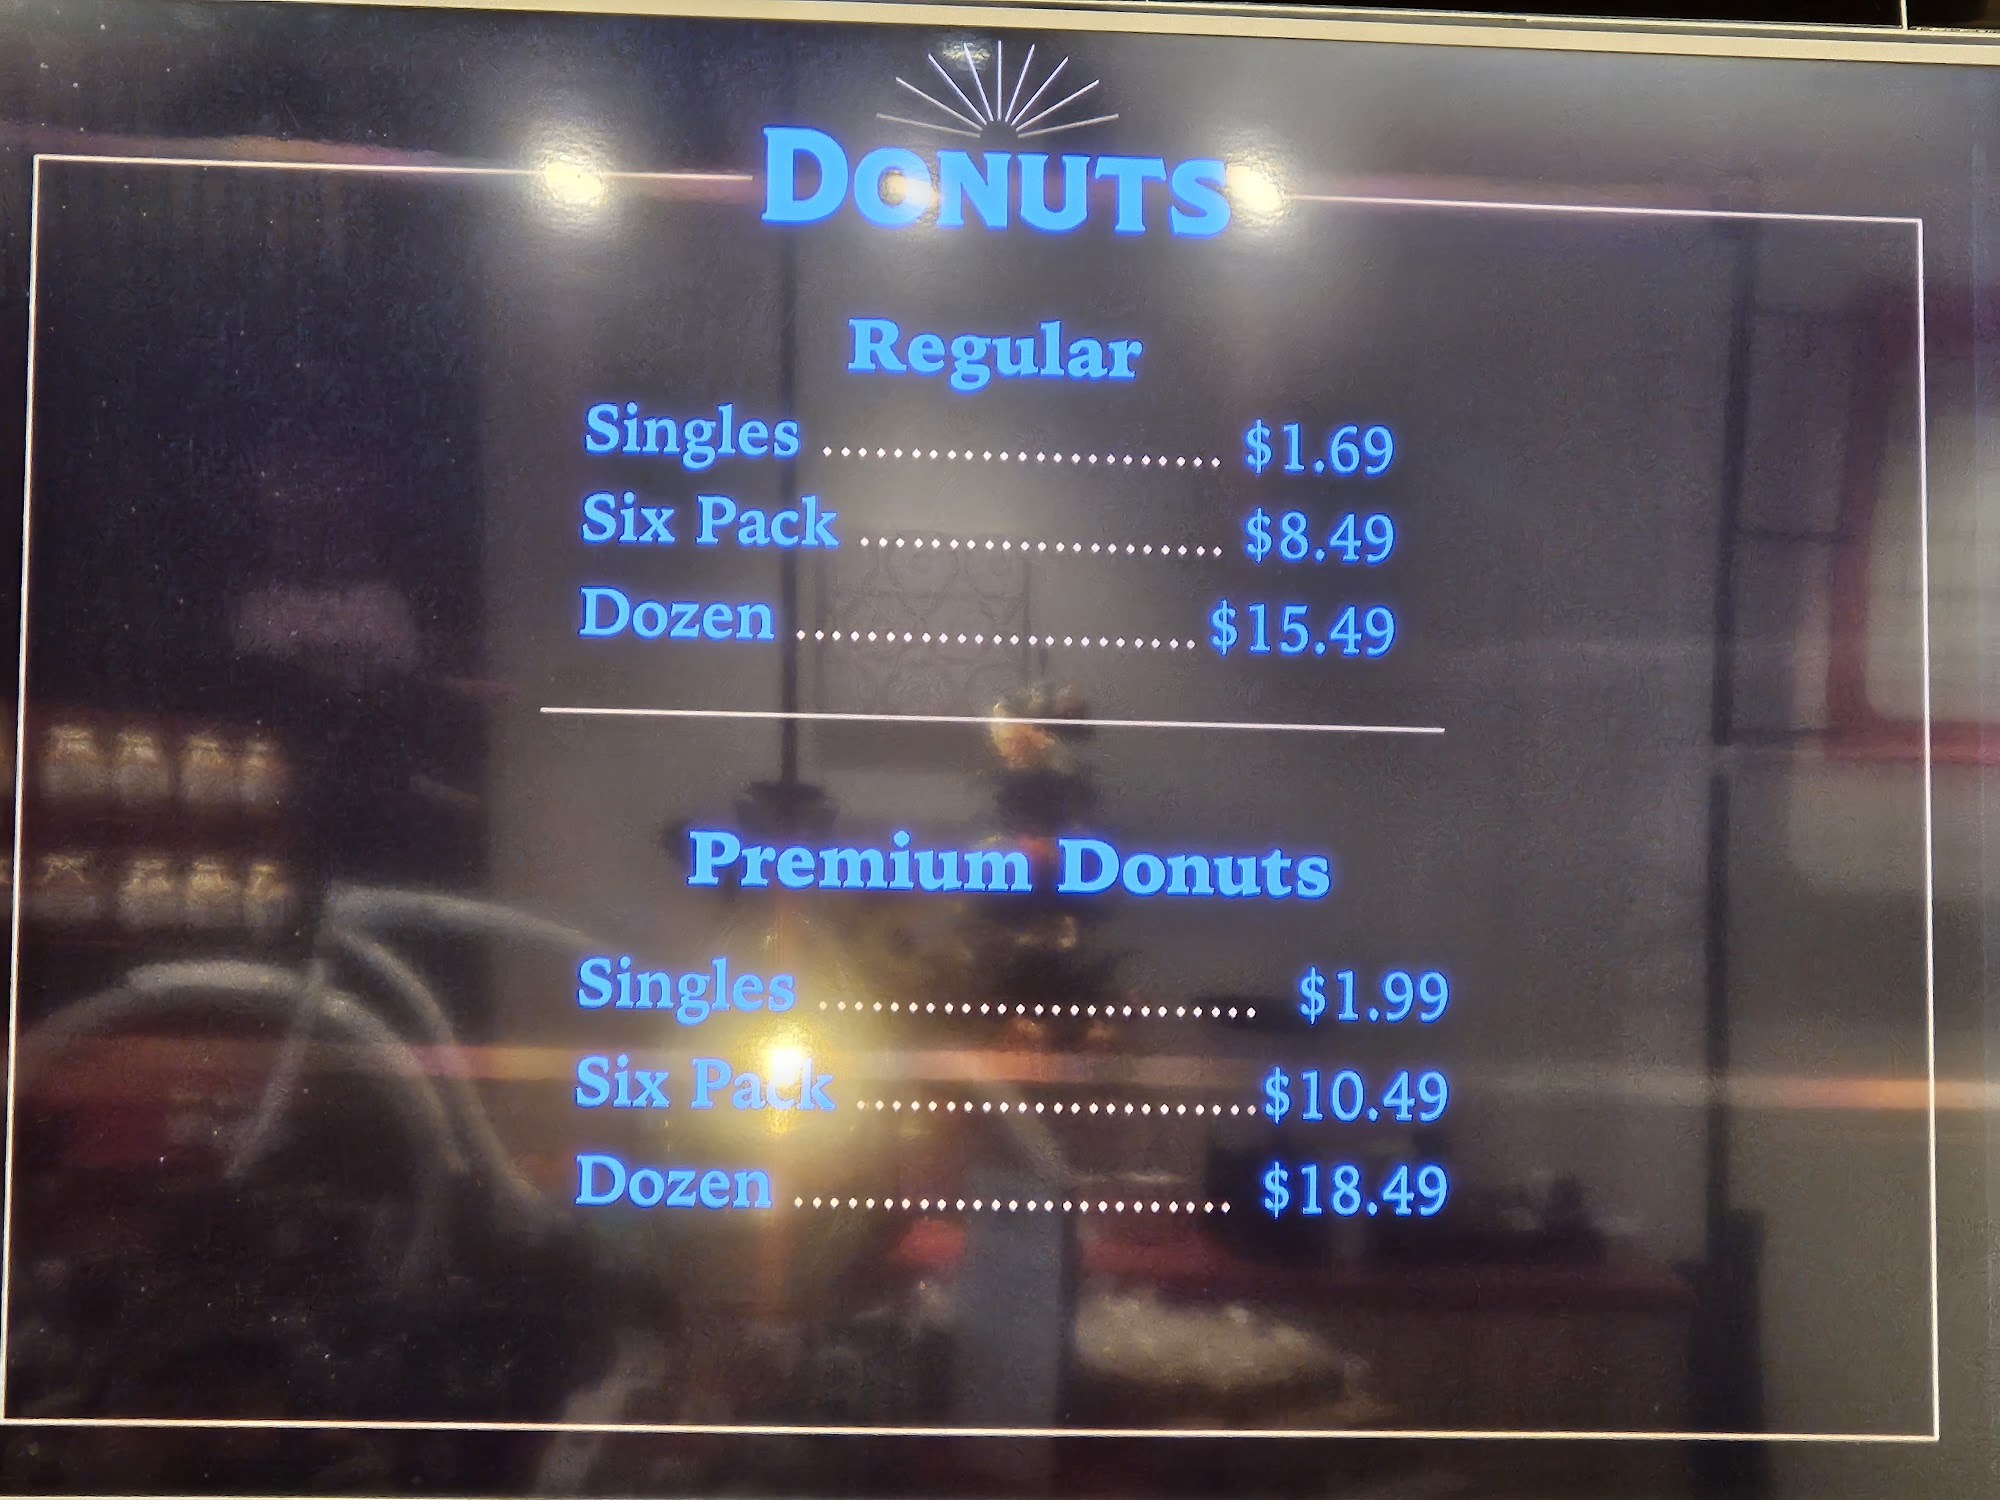 DONUTS
Regular
Singles ........................ $1.69
Six Pack ..................... $8.49
Dozen ....................... $15.49
Premium Donuts
Singles ......................... $1.99
Six Pack ....................... $10.49
Dozen ......................... $18.49